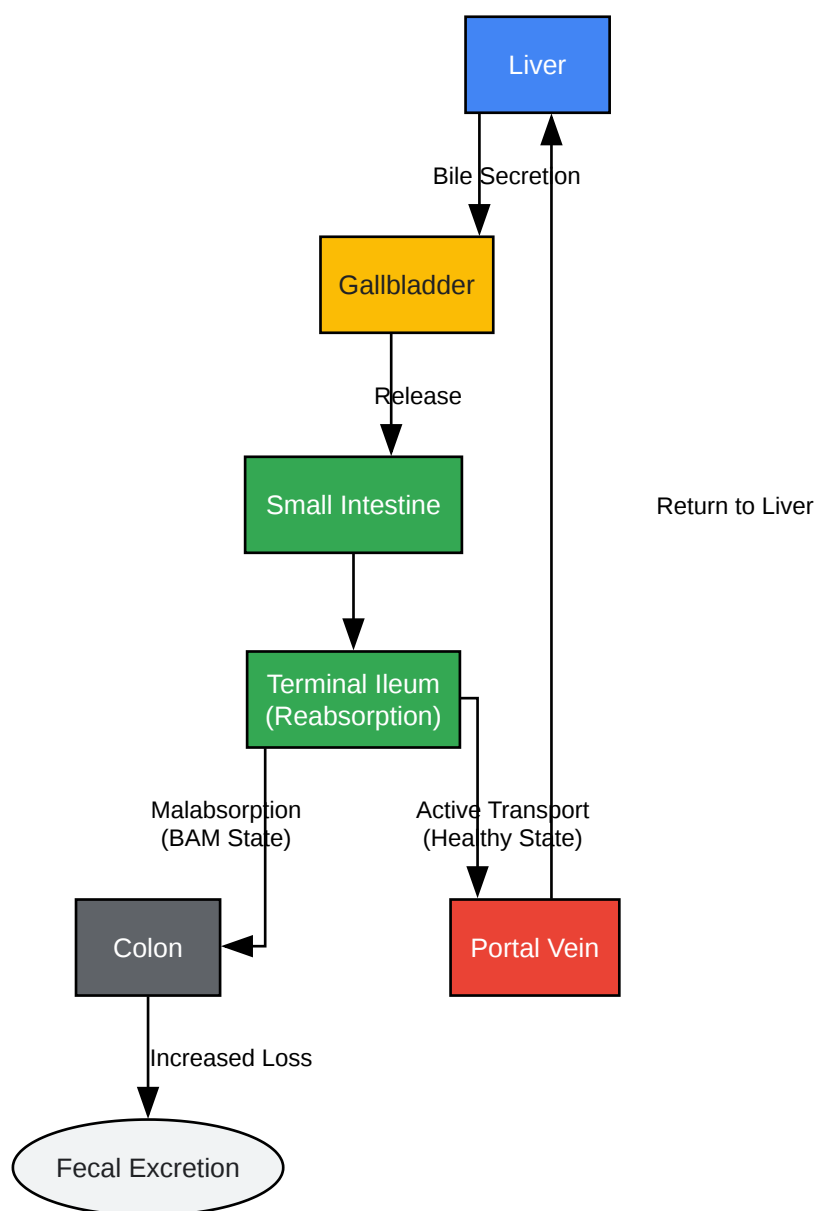 Liver
Bile Secretion
Gallbladder
Release
Small Intestine
Return to Liver
Terminal Ileum
(Reabsorption)
Malabsorption
(BAM State)
Active Transport
(Healthy State)
Colon
Portal Vein
Increased Loss
Fecal Excretion